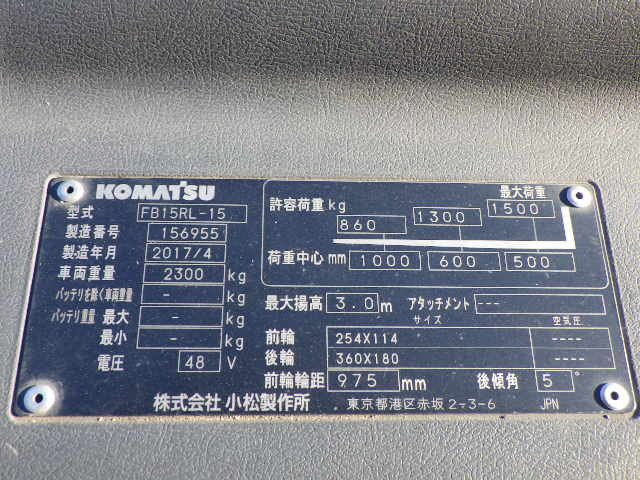 KOMATSU
型式 FB15RL-15
製造番号 156955
製造年月 2017/4
車両重量 2300 kg
バッテリを除く車両重量 - kg
バッテリ重量 最大 - kg
最小 - kg
電圧 48 V
最大荷重
許容荷重 kg 860 1300 1500
荷重中心 mm 1000 600 500
最大揚高 3.0 m アタッチメント ---
サイズ 空気圧
前輪 254X114 ----
後輪 360X180 ----
前輪輪距 975 mm 後傾角 5°
株式会社 小松製作所 東京都港区赤坂2-3-6 JPN